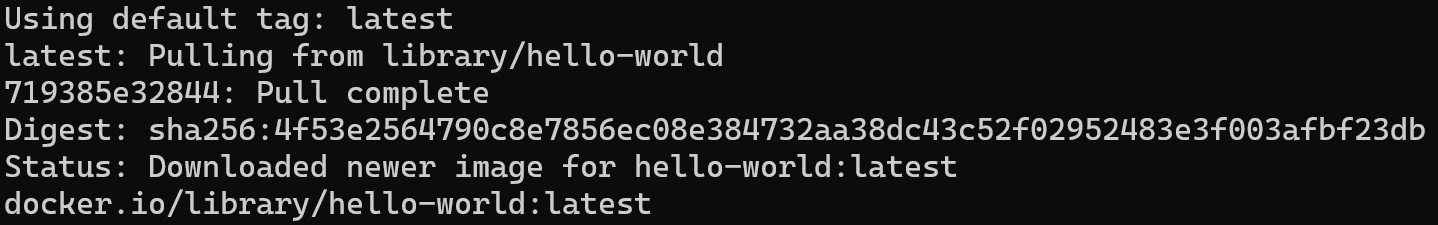 Using default tag: latest
latest: Pulling from library/hello-world
719385e32844: Pull complete
Digest: sha256:4f53e2564790c8e7856ec08e384732aa38dc43c52f02952483e3f003afbf23db
Status: Downloaded newer image for hello-world:latest
docker.io/library/hello-world:latest